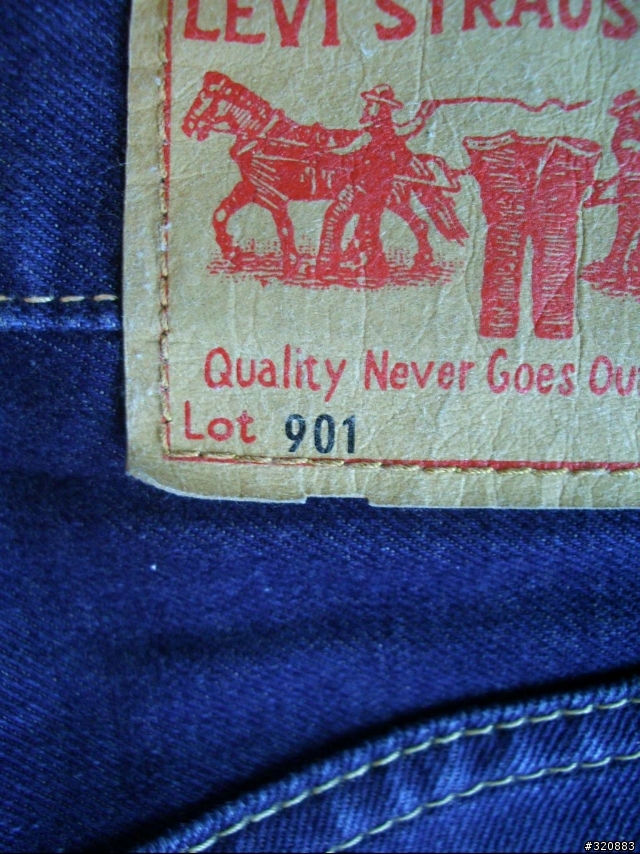 LEVI STRAUS
Quality Never Goes Ou
Lot 901
#320883